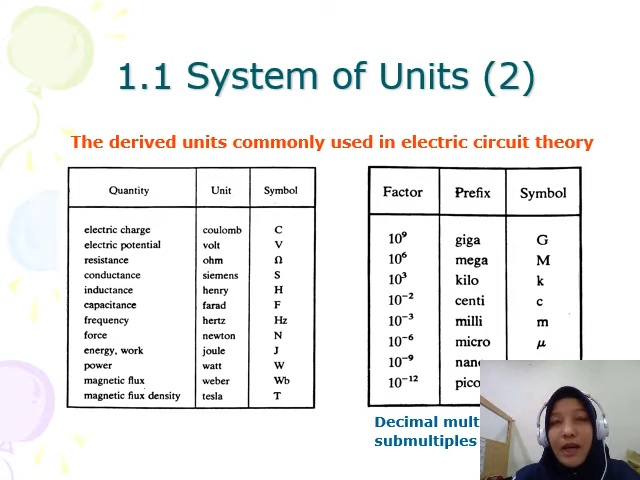 1.1 System of Units (2)
The derived units commonly used in electric circuit theory
Quantity Unit Symbol
electric charge coulomb C
electric potential volt V
resistance ohm Ω
conductance siemens S
inductance henry H
capacitance farad F
frequency hertz Hz
force newton N
energy, work joule J
power watt W
magnetic flux weber Wb
magnetic flux density tesla T
Factor Prefix Symbol
10⁹ giga G
10⁶ mega M
10³ kilo k
10⁻² centi c
10⁻³ milli m
10⁻⁶ micro μ
10⁻⁹
10⁻¹² pico
Decimal
submultiples